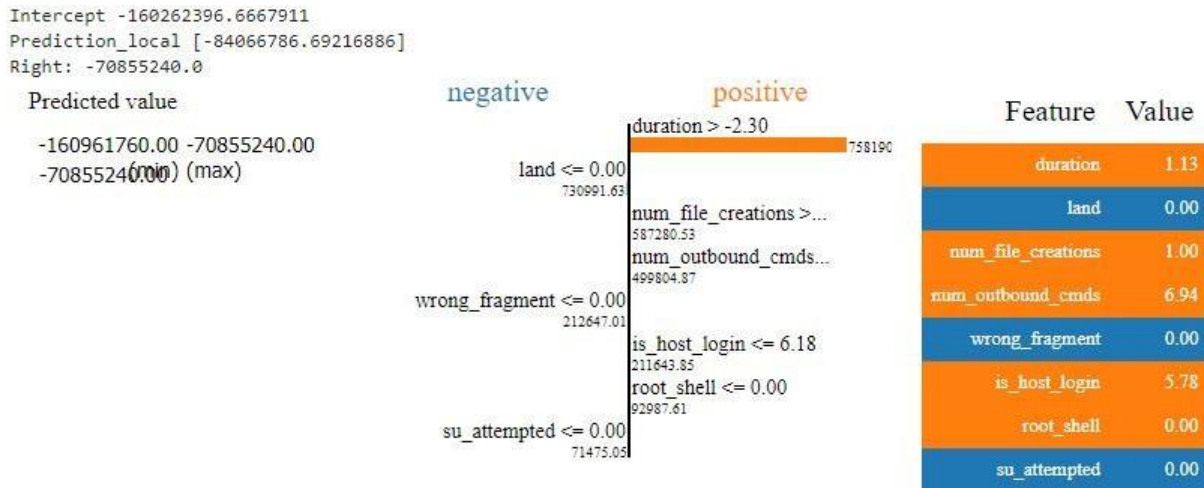 Intercept -160262396.6667911
Prediction_local [-84066786.69216886]
Right: -70855240.0
Predicted value
-160961760.00 -70855240.00
-70855240.00
(min) (max)
negative positive
duration > -2.30
758190
land <= 0.00
730991.63
num_file_creations >...
587280.53
num_outbound_cmds...
499804.87
wrong_fragment <= 0.00
212647.01
is_host_login <= 6.18
211643.85
root_shell <= 0.00
92987.61
su_attempted <= 0.00
71475.05
Feature Value
duration 1.13
land 0.00
num_file_creations 1.00
num_outbound_cmds 6.94
wrong_fragment 0.00
is_host_login 5.78
root_shell 0.00
su_attempted 0.00